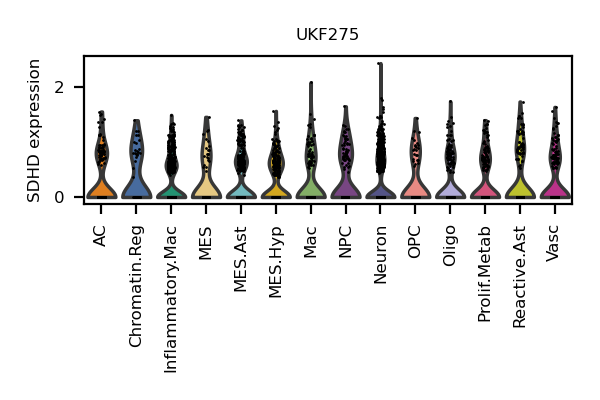 UKF275
SDHD expression
2
0
AC
Chromatin.Reg
Inflammatory.Mac
MES
MES.Ast
MES.Hyp
Mac
NPC
Neuron
OPC
Oligo
Prolif.Metab
Reactive.Ast
Vasc